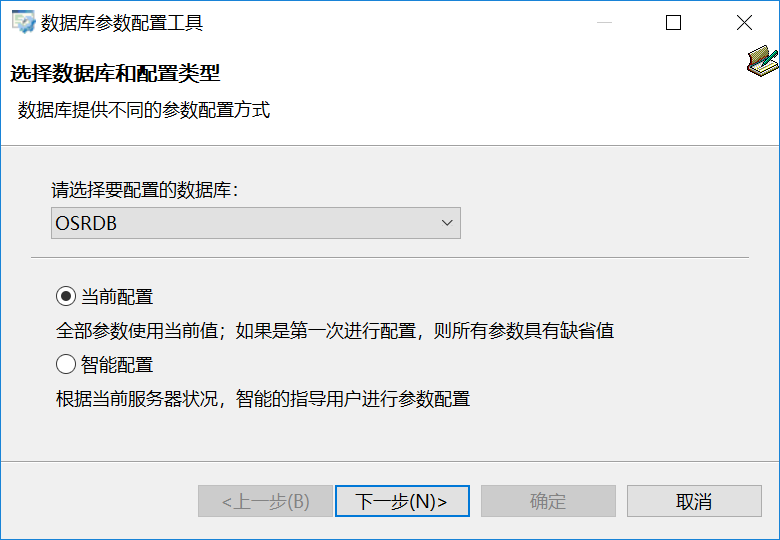 数据库参数配置工具
选择数据库和配置类型
数据库提供不同的参数配置方式
请选择要配置的数据库：
OSRDB
当前配置
全部参数使用当前值；如果是第一次进行配置，则所有参数具有缺省值
智能配置
根据当前服务器状况，智能的指导用户进行参数配置
<上一步(B) 下一步(N)> 确定 取消